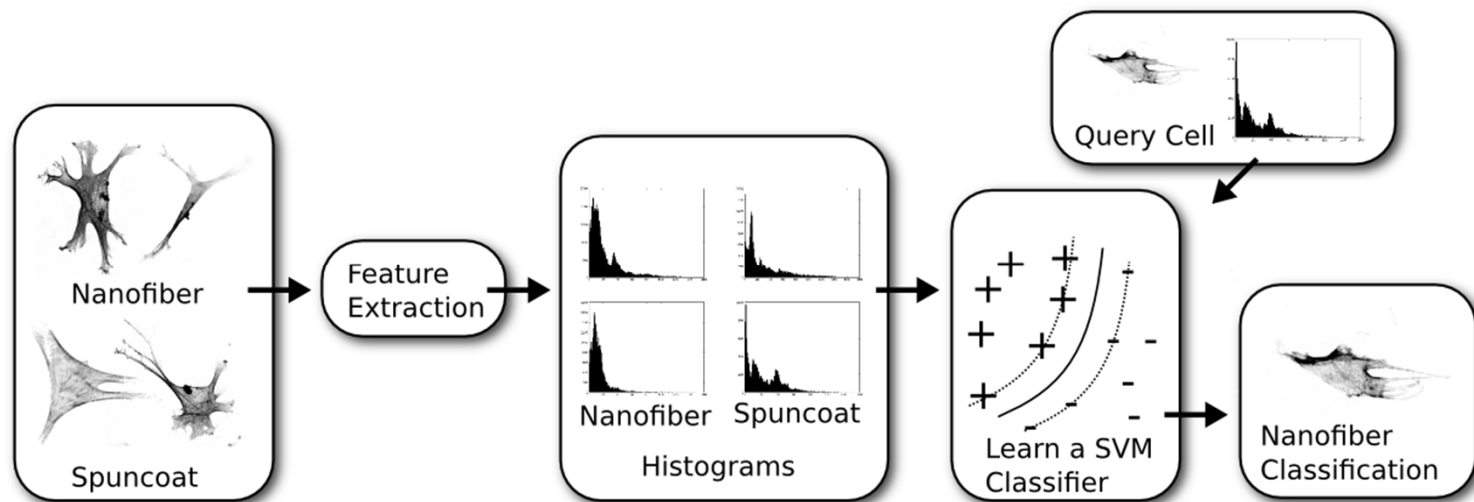 Nanofiber
Spuncoat
Feature
Extraction
Nanofiber
Spuncoat
Histograms
Query Cell
Learn a SVM
Classifier
Nanofiber
Classification